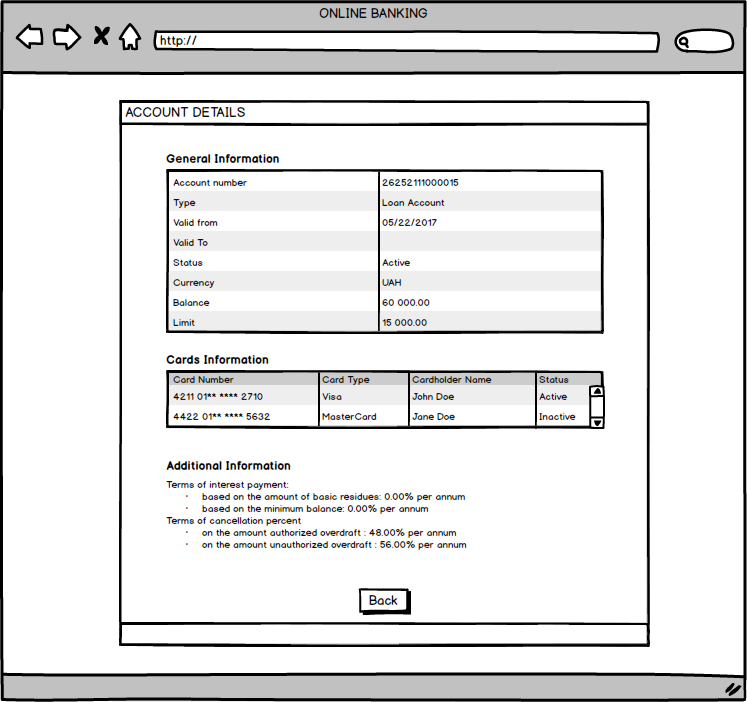 ONLINE BANKING
http://
ACCOUNT DETAILS
General Information
Account number 26252111000015
Type Loan Account
Valid from 05/22/2017
Valid To
Status Active
Currency UAH
Balance 60 000.00
Limit 15 000.00
Cards Information
Card Number Card Type Cardholder Name Status
4211 01** **** 2710 Visa John Doe Active
4422 01** **** 5632 MasterCard Jane Doe Inactive
Additional Information
Terms of interest payment:
· based on the amount of basic residues: 0.00% per annum
· based on the minimum balance: 0.00% per annum
Terms of cancellation percent
· on the amount authorized overdraft : 48.00% per annum
· on the amount unauthorized overdraft : 56.00% per annum
Back